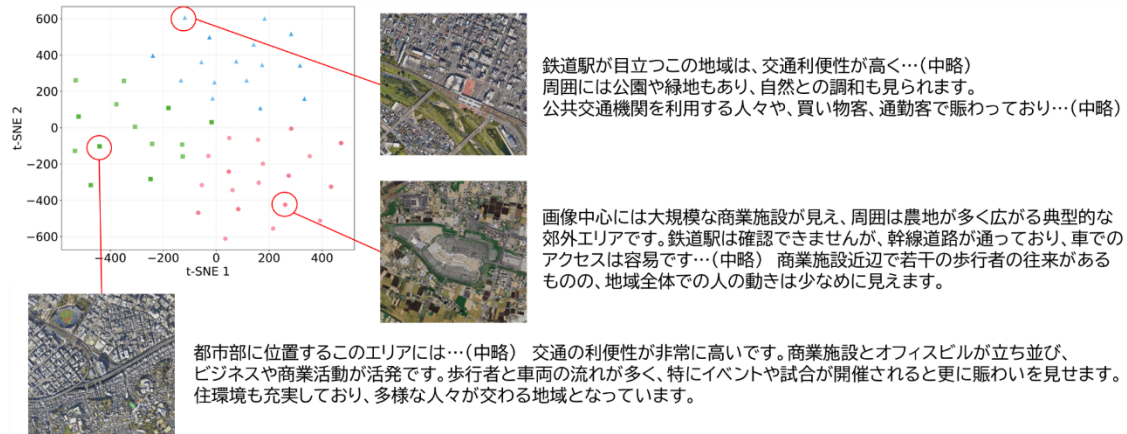 600
400
200
0
−200
−400
−600
t-SNE 2
−400
−200
0
200
400
t-SNE 1
鉄道駅が目立つこの地域は、交通利便性が高く…(中略)
周囲には公園や緑地もあり、自然との調和も見られます。
公共交通機関を利用する人々や、買い物客、通勤客で賑わっており…(中略)
画像中心には大規模な商業施設が見え、周囲は農地が多く広がる典型的な
郊外エリアです。鉄道駅は確認できませんが、幹線道路が通っており、車での
アクセスは容易です…(中略) 商業施設近辺で若干の歩行者の往来がある
ものの、地域全体での人の動きは少なめに見えます。
都市部に位置するこのエリアには…(中略) 交通の利便性が非常に高いです。商業施設とオフィスビルが立ち並び、
ビジネスや商業活動が活発です。歩行者と車両の流れが多く、特にイベントや試合が開催されると更に賑わいを見せます。
住環境も充実しており、多様な人々が交わる地域となっています。